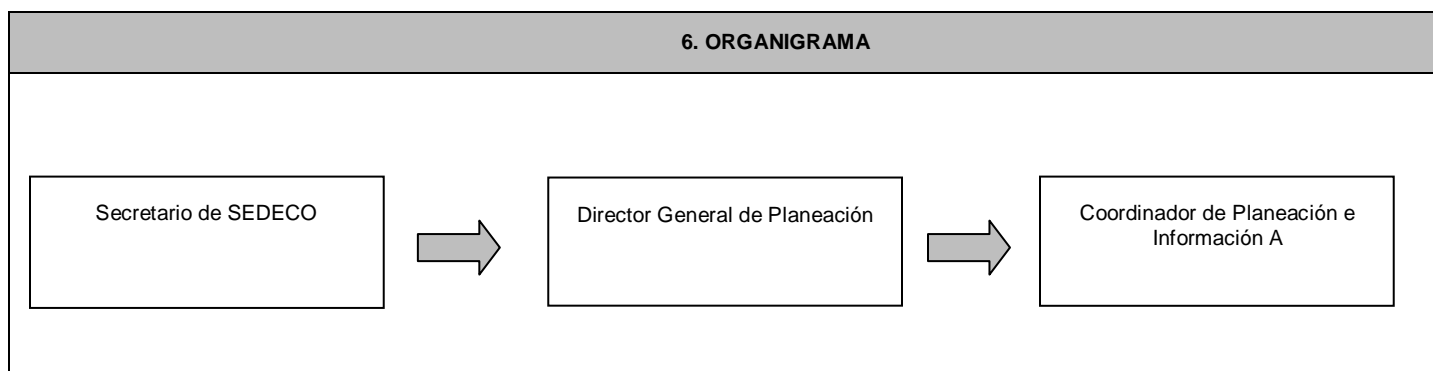 6. ORGANIGRAMA
Secretario de SEDECO
Director General de Planeación
Coordinador de Planeación e
Información A